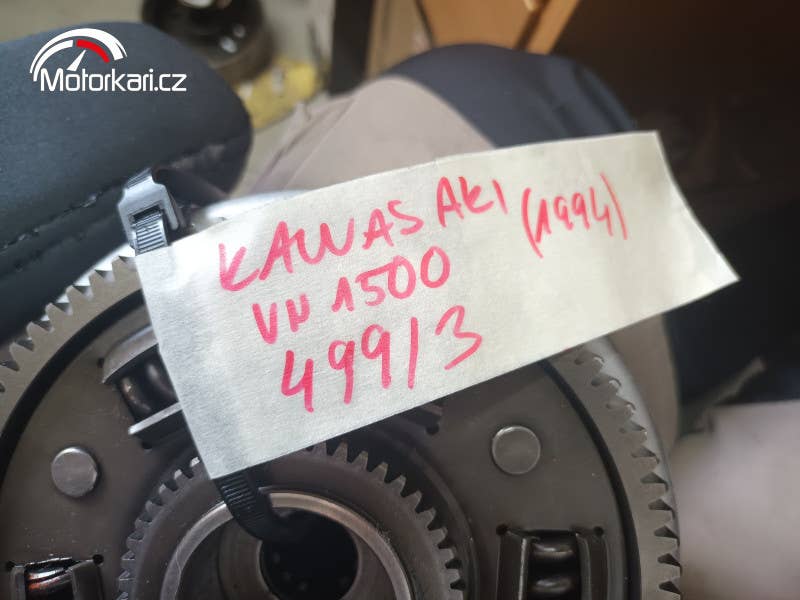 Motorkari.cz
KAWASAKI (1994)
VN 1500
499/3